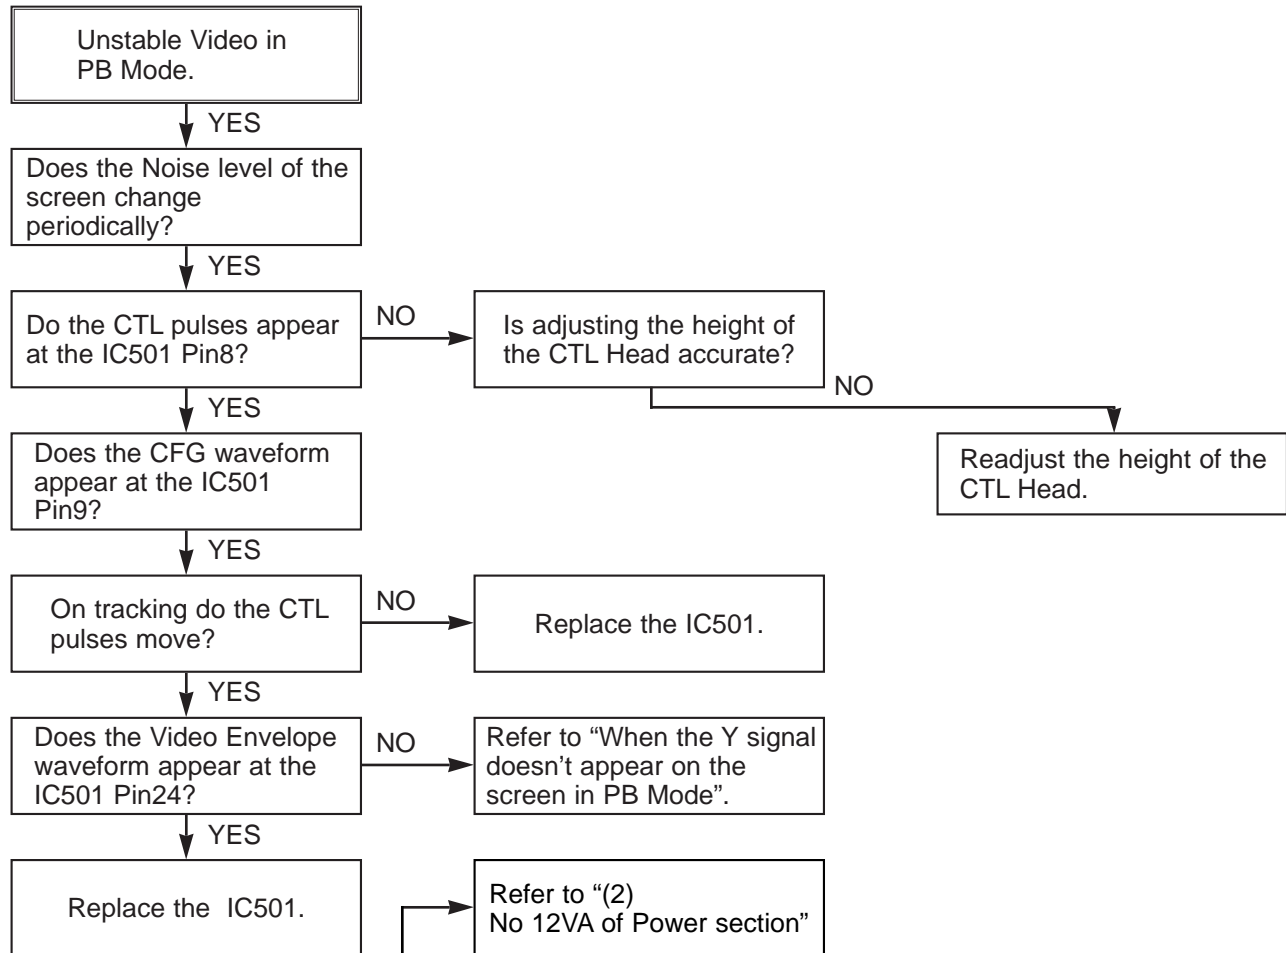 Unstable Video in
PB Mode.
YES
Does the Noise level of the
screen change
periodically?
YES
Do the CTL pulses appear
at the IC501 Pin8?
NO
Is adjusting the height of
the CTL Head accurate?
NO
Readjust the height of the
CTL Head.
YES
Does the CFG waveform
appear at the IC501
Pin9?
YES
On tracking do the CTL
pulses move?
NO
Replace the IC501.
YES
Does the Video Envelope
waveform appear at the
IC501 Pin24?
NO
Refer to “When the Y signal
doesn't appear on the
screen in PB Mode”.
YES
Replace the IC501.
Refer to “(2)
No 12VA of Power section”